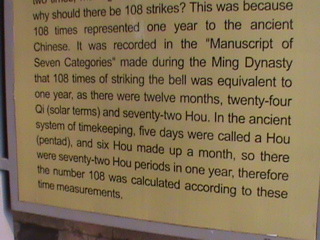 two times,
why should there be 108 strikes? This was because
108 times represented one year to the ancient
Chinese. It was recorded in the "Manuscript of
Seven Categories" made during the Ming Dynasty
that 108 times of striking the bell was equivalent to
one year, as there were twelve months, twenty-four
Qi (solar terms) and seventy-two Hou. In the ancient
system of timekeeping, five days were called a Hou
(pentad), and six Hou made up a month, so there
were seventy-two Hou periods in one year, therefore
the number 108 was calculated according to these
time measurements.